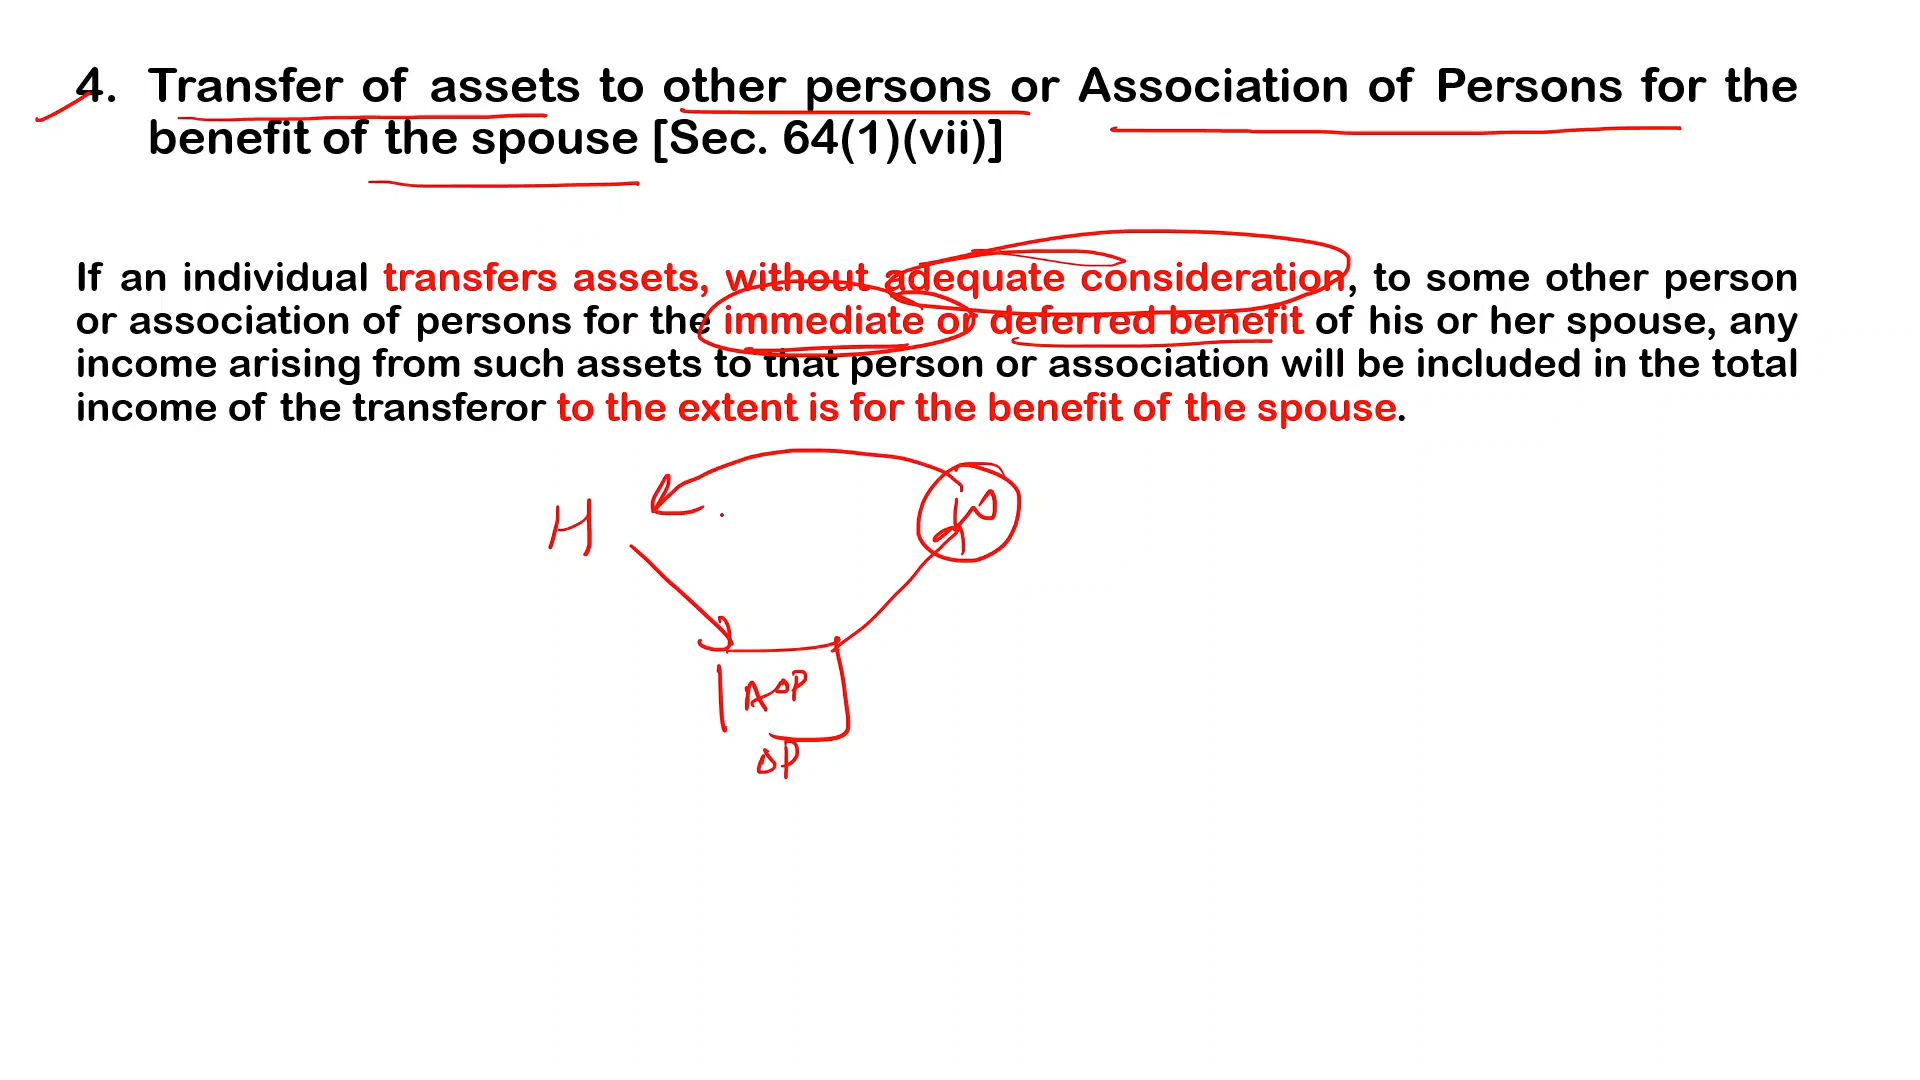 4. Transfer of assets to other persons or Association of Persons for the
benefit of the spouse [Sec. 64(1)(vii)]
If an individual transfers assets, without adequate consideration, to some other person
or association of persons for the immediate or deferred benefit of his or her spouse, any
income arising from such assets to that person or association will be included in the total
income of the transferor to the extent is for the benefit of the spouse.
H
AOP
OP